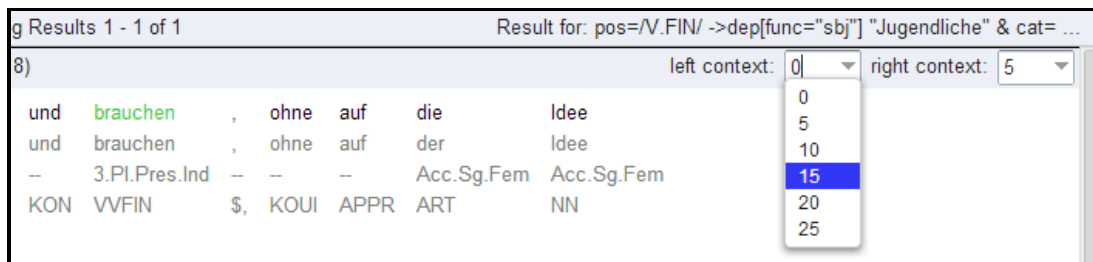 g Results 1 - 1 of 1 Result for: pos=/V.FIN/ ->dep[func="sbj"] "Jugendliche" & cat= ...
8) left context: 0 right context: 5
und brauchen , ohne auf die Idee
und brauchen , ohne auf der Idee
-- 3.Pl.Pres.Ind -- -- -- Acc.Sg.Fem Acc.Sg.Fem
KON VVFIN $, KOUI APPR ART NN
0
5
10
15
20
25